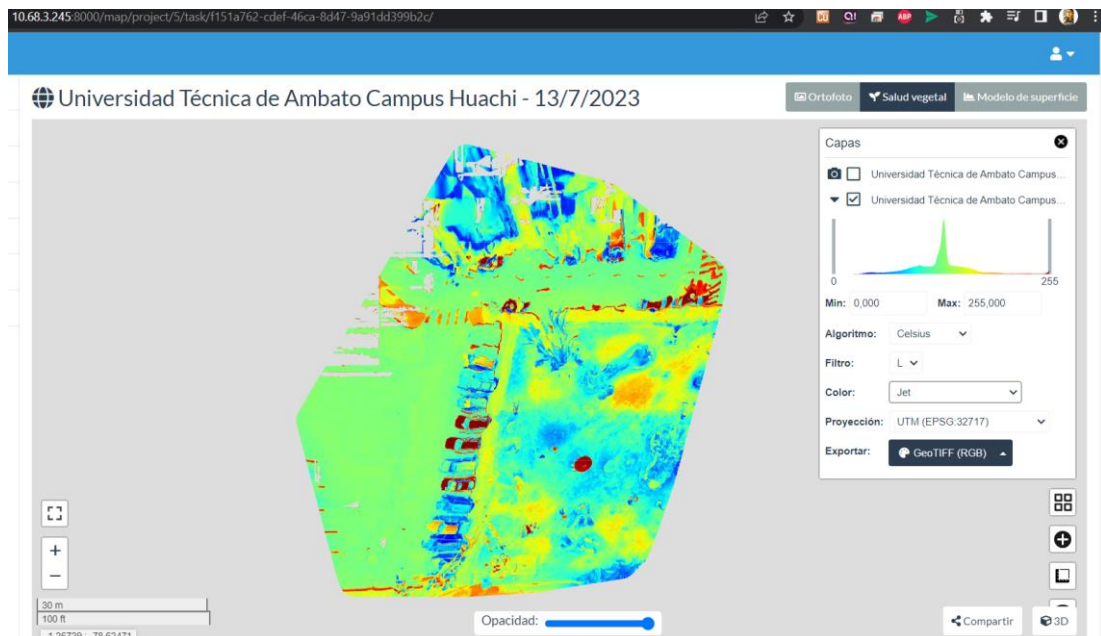 10.68.3.245:8000/map/project/5/task/f151a762-cdef-46ca-8d47-9a91dd399b2c/
ABP
Universidad Técnica de Ambato Campus Huachi - 13/7/2023
Ortofoto Salud vegetal Modelo de superficie
Capas
Universidad Técnica de Ambato Campus...
Universidad Técnica de Ambato Campus...
0 255
Min: 0,000 Max: 255,000
Algoritmo: Celsius
Filtro: L
Color: Jet
Proyección: UTM (EPSG:32717)
Exportar: GeoTIFF (RGB)
+
−
30 m
100 ft
Opacidad:
Compartir 3D